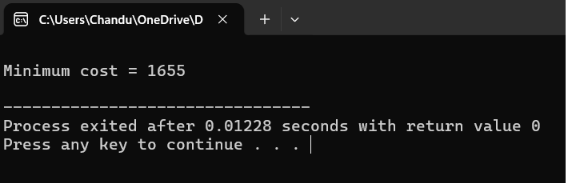 C:\Users\Chandu\OneDrive\D
Minimum cost = 1655
--------------------------------
Process exited after 0.01228 seconds with return value 0
Press any key to continue . . .